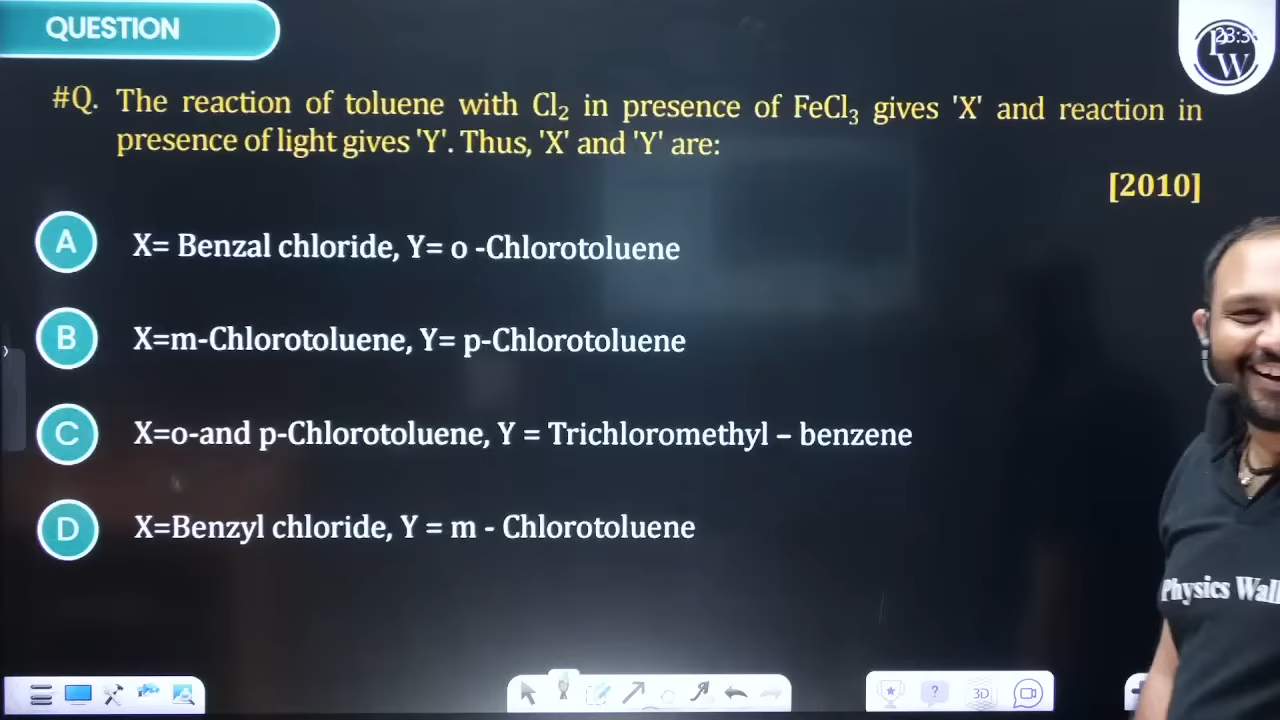 QUESTION
#Q. The reaction of toluene with Cl₂ in presence of FeCl₃ gives 'X' and reaction in
presence of light gives 'Y'. Thus, 'X' and 'Y' are:
[2010]
A X= Benzal chloride, Y= o -Chlorotoluene
B X=m-Chlorotoluene, Y= p-Chlorotoluene
C X=o-and p-Chlorotoluene, Y = Trichloromethyl – benzene
D X=Benzyl chloride, Y = m - Chlorotoluene
Physics Wall
3D